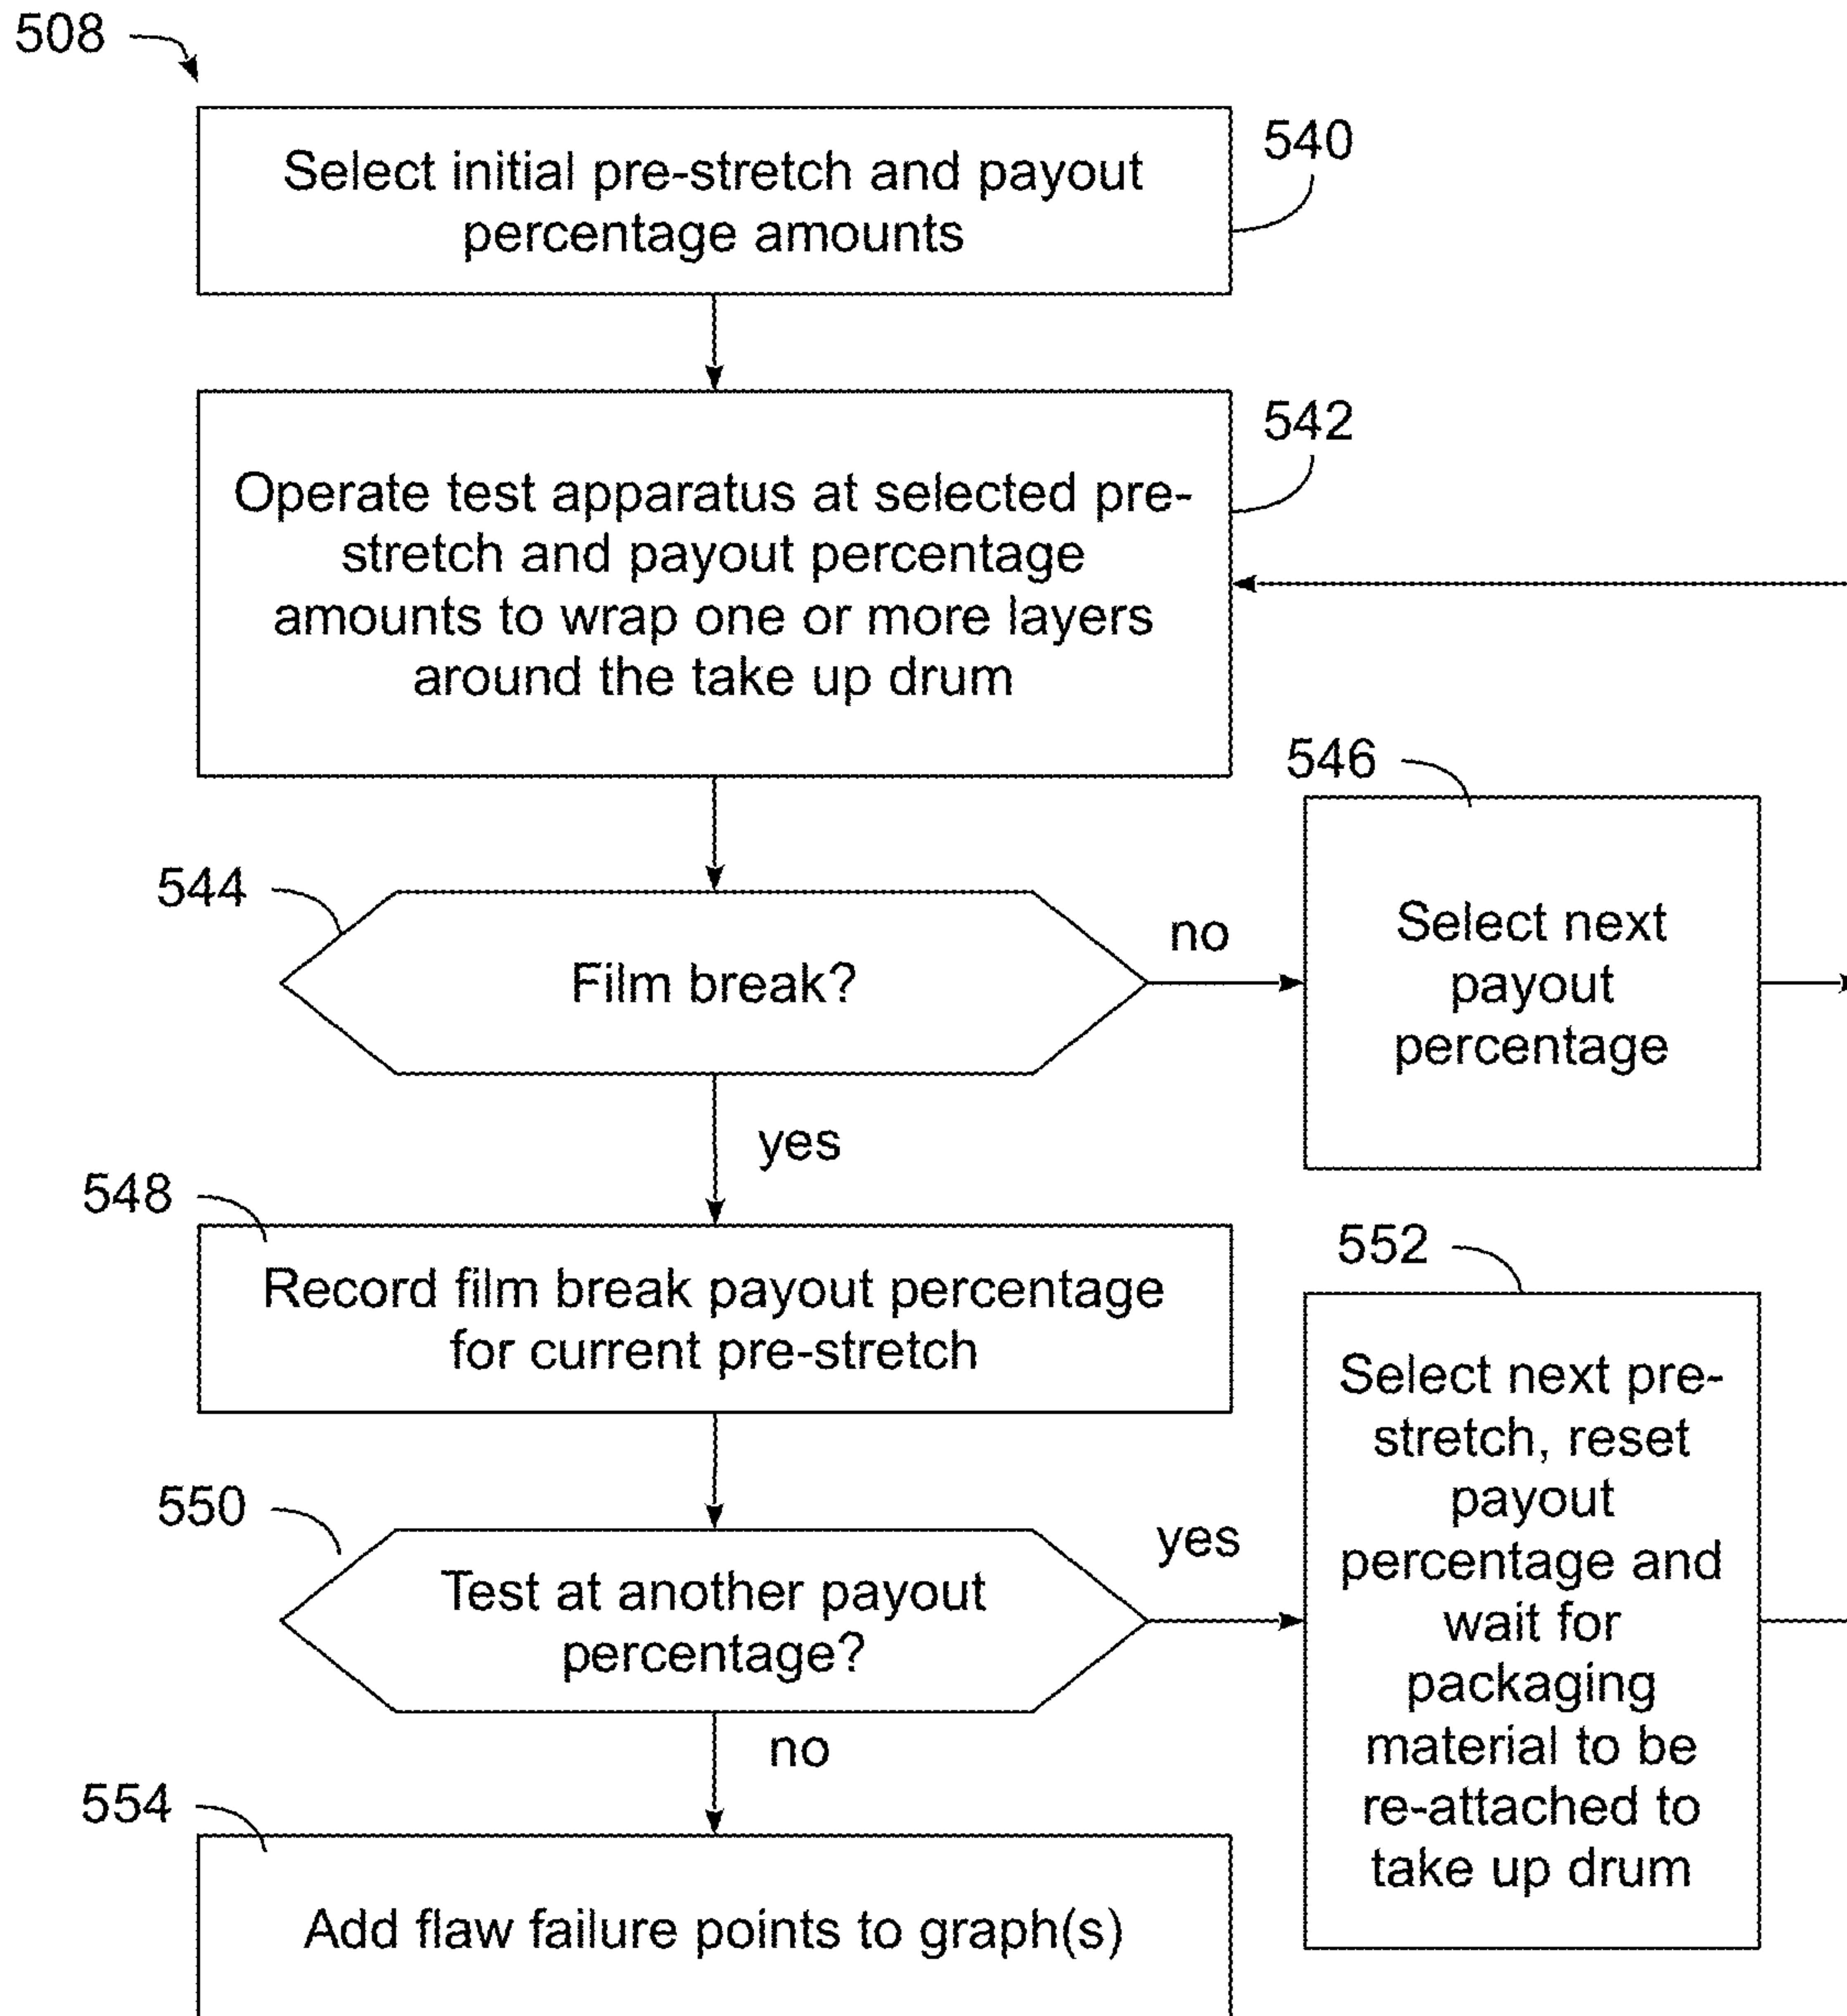 508
Select initial pre-stretch and payout
percentage amounts
540
542
Operate test apparatus at selected pre-
stretch and payout percentage
amounts to wrap one or more layers
around the take up drum
546
544
Film break?
no
Select next
payout
percentage
yes
548
Record film break payout percentage
for current pre-stretch
552
550
Test at another payout
percentage?
yes
Select next pre-
stretch, reset
payout
percentage and
wait for
packaging
material to be
re-attached to
take up drum
no
554
Add flaw failure points to graph(s)